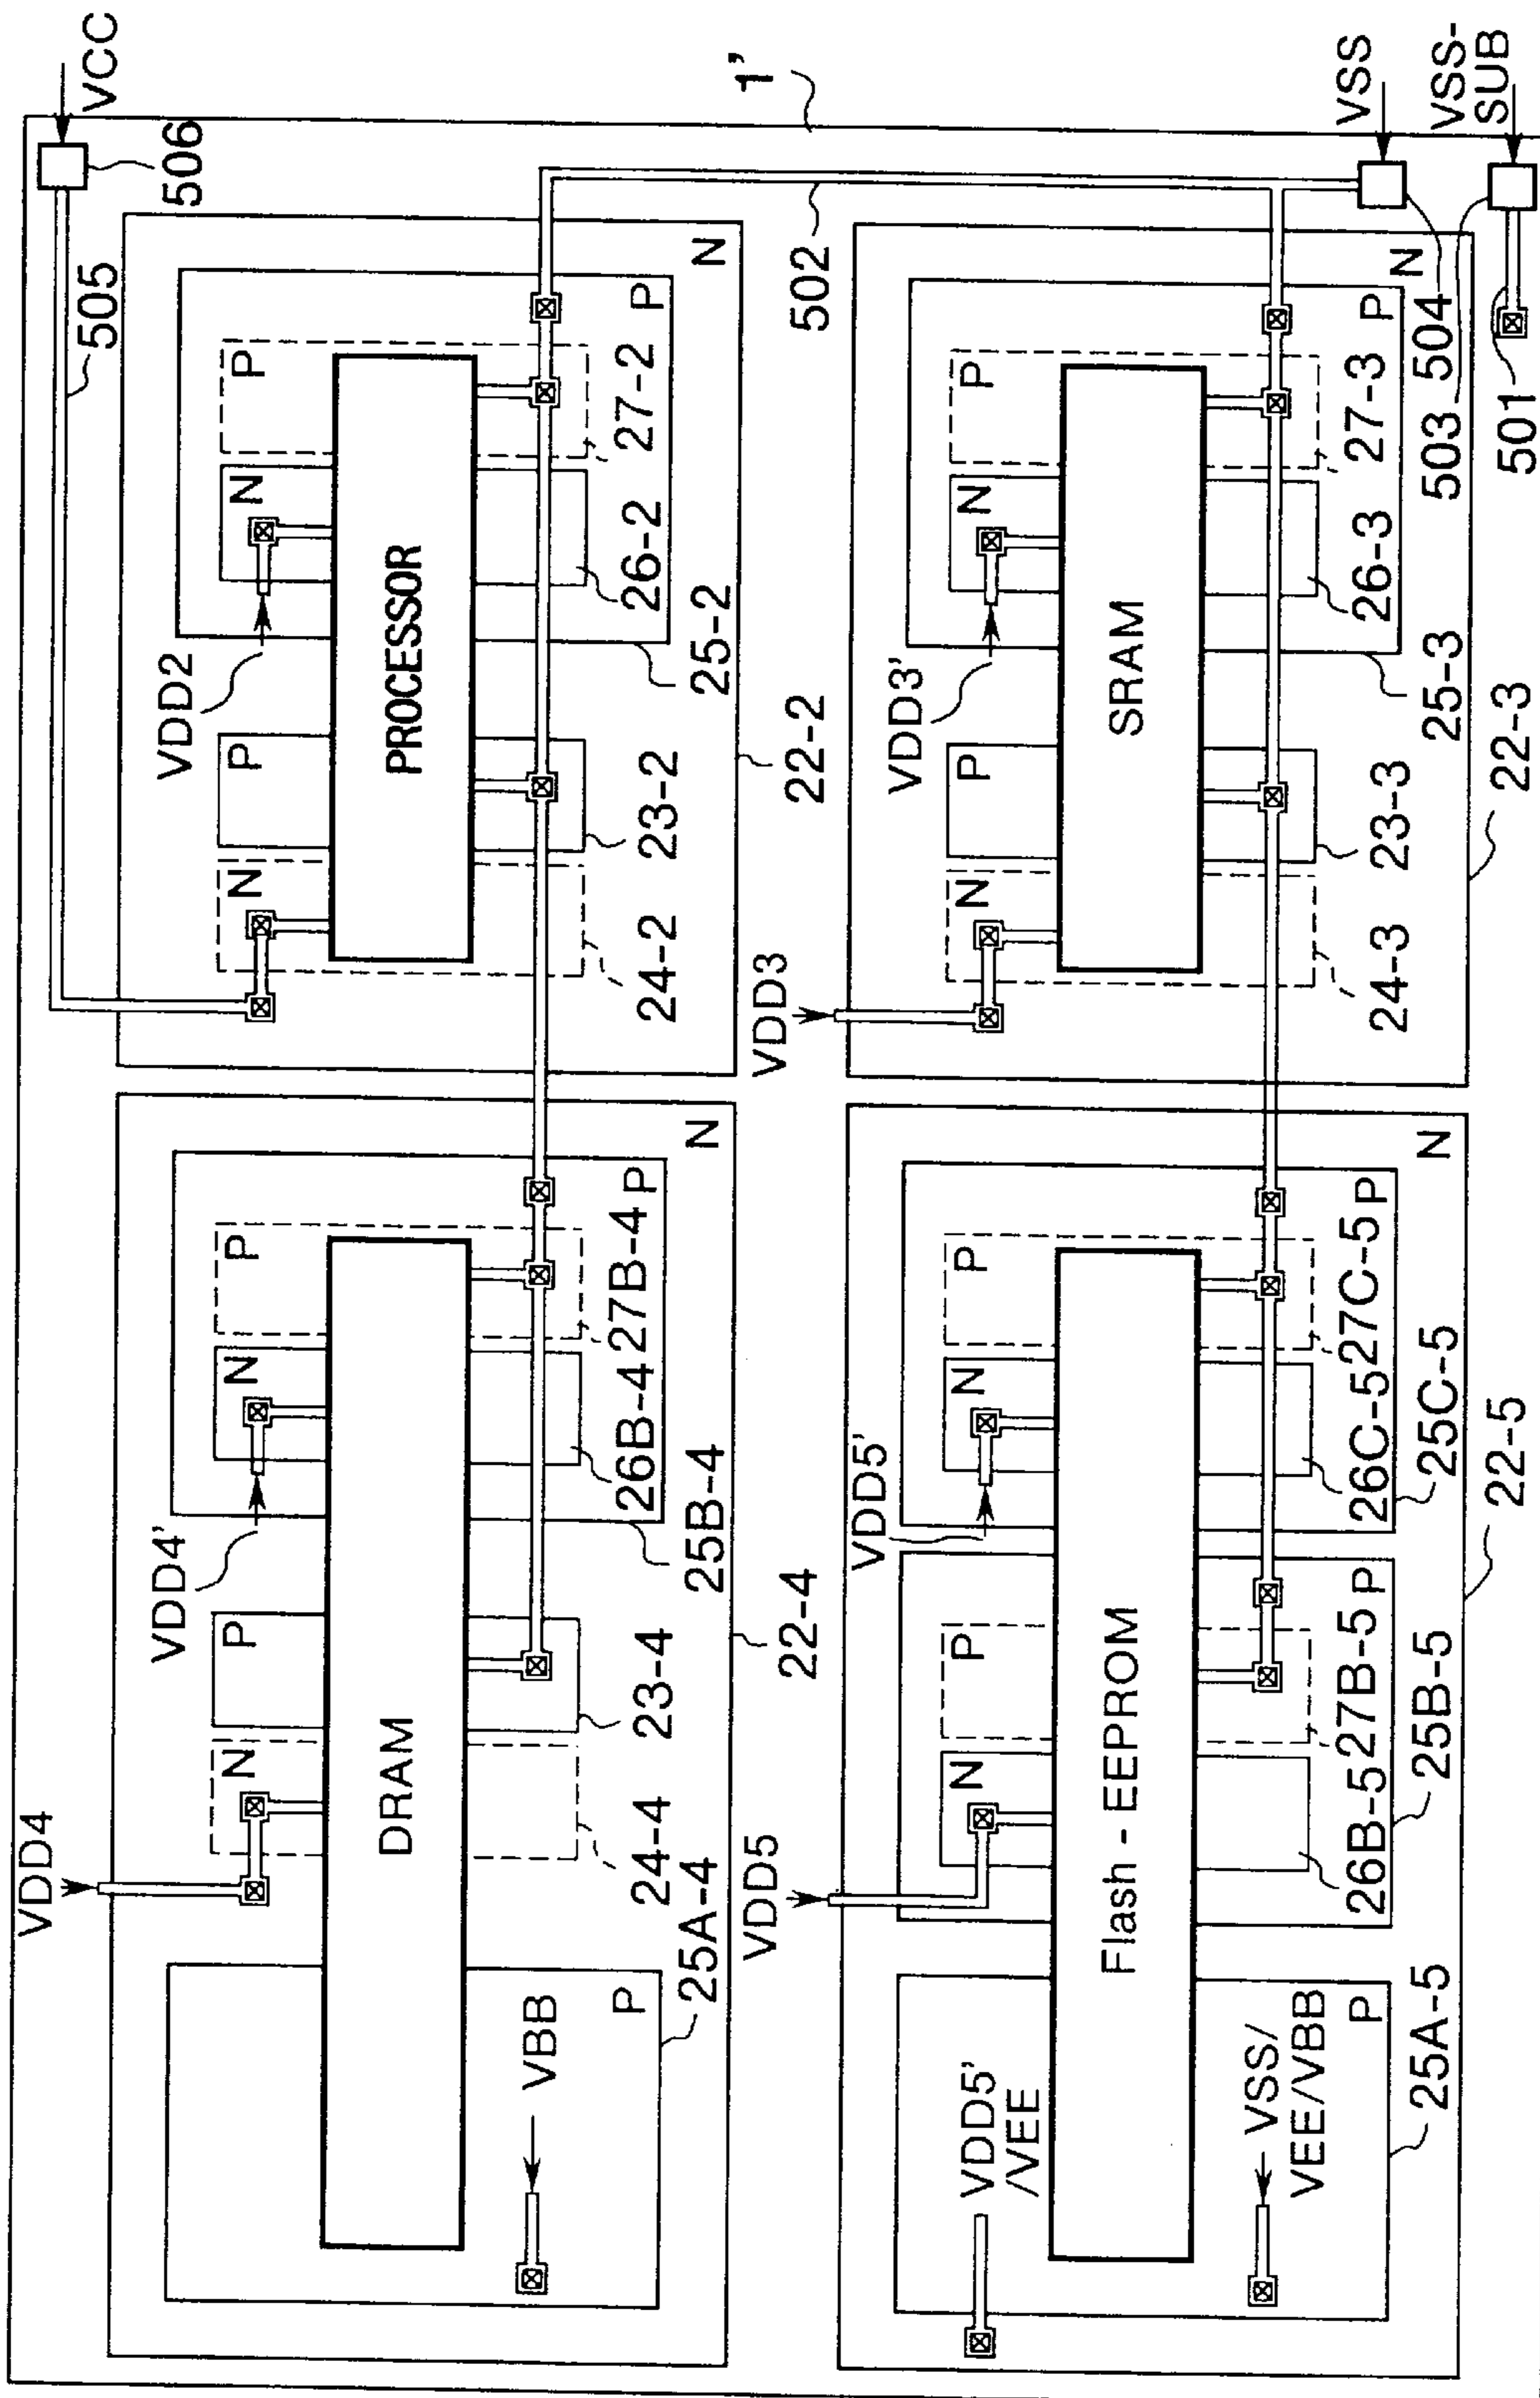 VDD4
VCC
506
505
VDD4'
VDD2
N
P
N
P
N
P
N
P
DRAM
PROCESSOR
VBB
P
25A-4
24-4
23-4
26B-4
27B-4
P
25B-4
N
22-4
24-2
23-2
26-2
27-2
P
25-2
N
22-2
1'
502
VDD5
VDD5'
VDD3
VDD3'
VDD5'
/VEE
N
P
N
P
N
P
N
P
Flash - EEPROM
SRAM
VSS/
VEE/VBB
P
25A-5
26B-5
27B-5
P
25B-5
26C-5
27C-5
P
25C-5
N
22-5
24-3
23-3
26-3
27-3
P
25-3
N
22-3
504
503
501
VSS
VSS-
SUB